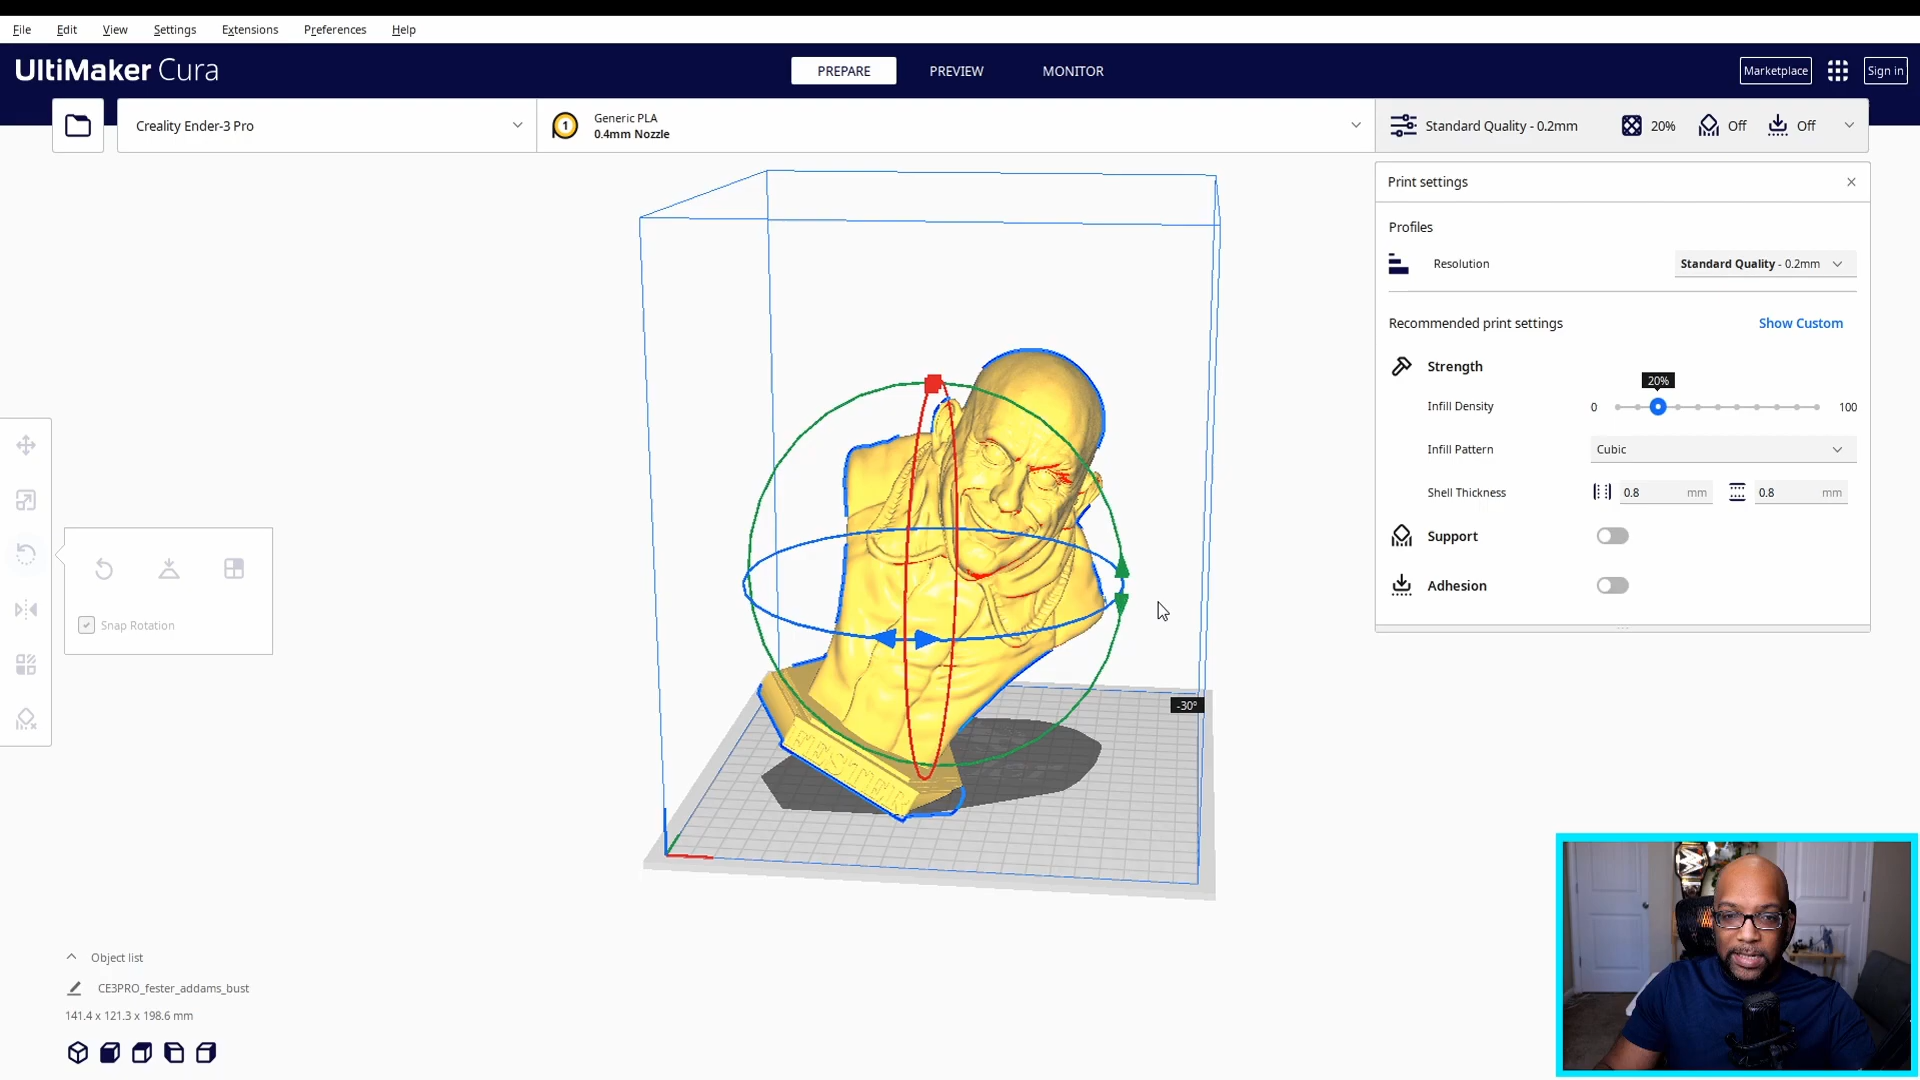 File Edit View Settings Extensions Preferences Help
UltiMaker Cura
PREPARE PREVIEW MONITOR
Marketplace Sign in
Creality Ender-3 Pro
1
Generic PLA
0.4mm Nozzle
Standard Quality - 0.2mm 20% Off Off
Print settings
Profiles
Resolution Standard Quality - 0.2mm
Recommended print settings Show Custom
Strength
20%
Infill Density 0 100
Infill Pattern Cubic
Shell Thickness 0.8 mm 0.8 mm
Support
Adhesion
Snap Rotation
-30°
FESTER
Object list
CE3PRO_fester_addams_bust
141.4 x 121.3 x 198.6 mm